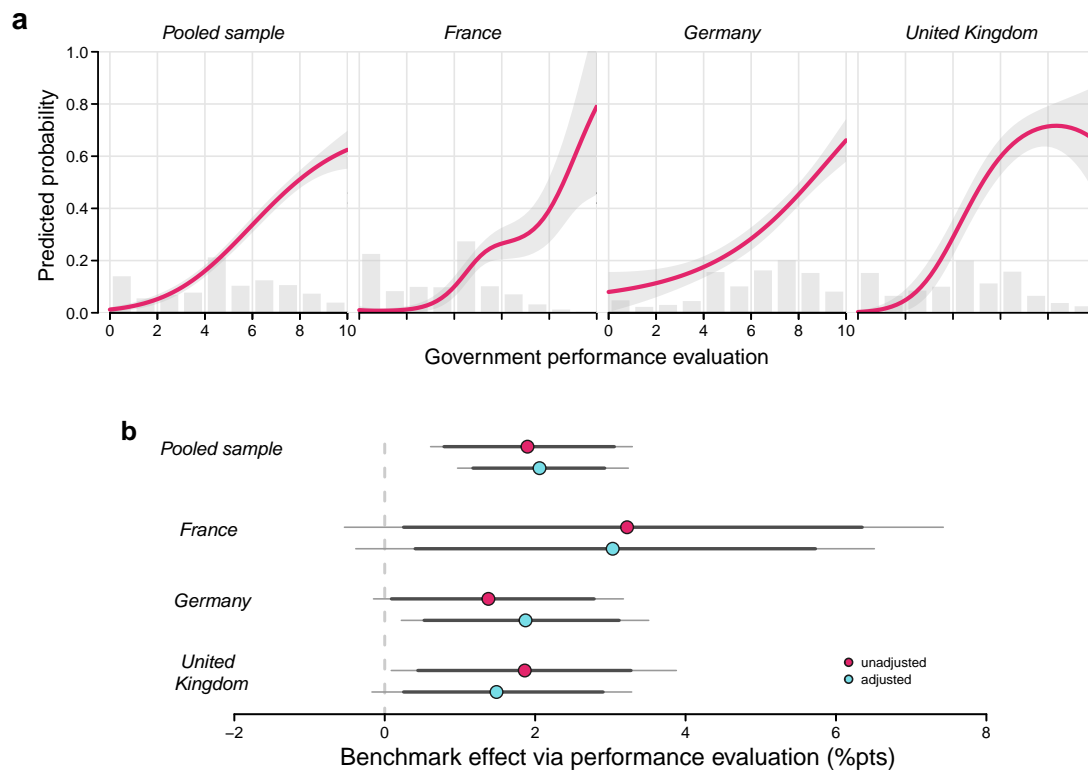 a
Pooled sample France Germany United Kingdom
1.0
0.8
0.6
0.4
0.2
0.0
Predicted probability
0 2 4 6 8 10 0 2 4 6 8 10
Government performance evaluation
b
Pooled sample
France
Germany
United
Kingdom
unadjusted
adjusted
−2 0 2 4 6 8
Benchmark effect via performance evaluation (%pts)